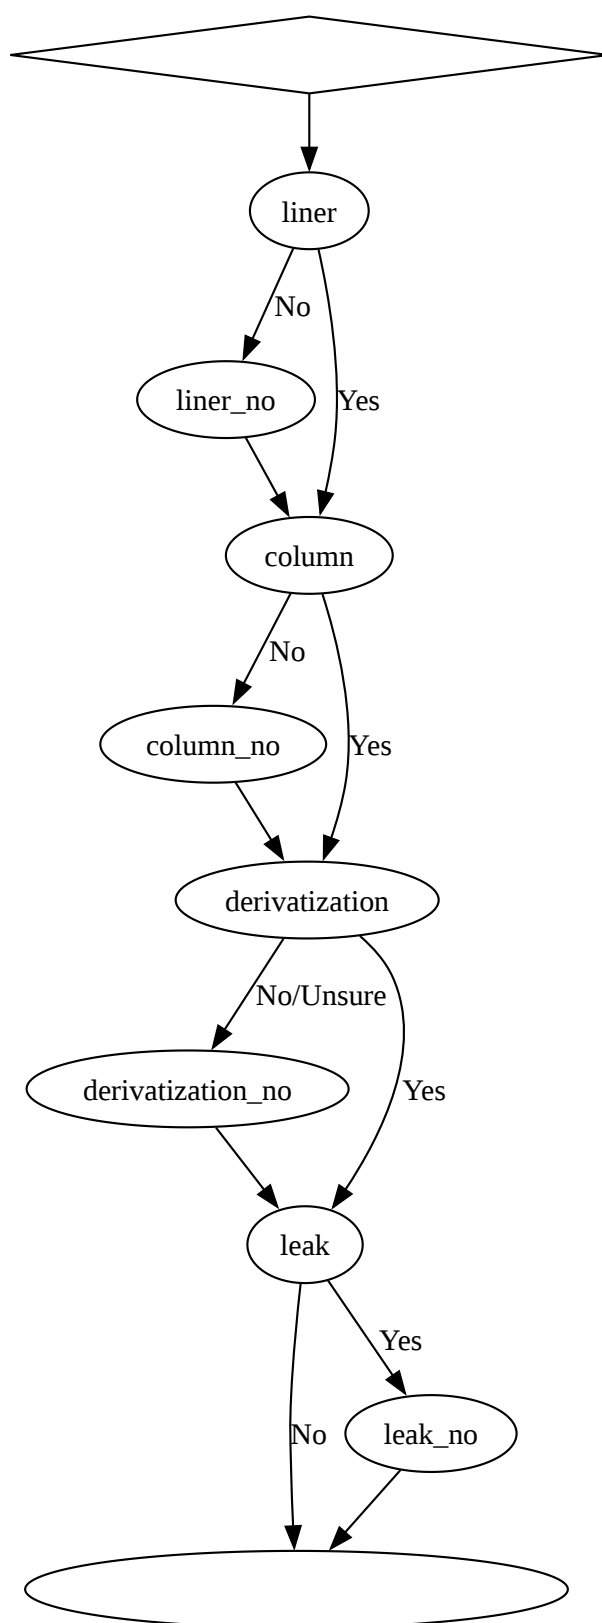 liner
No
liner_no
Yes
column
No
column_no
Yes
derivatization
No/Unsure
derivatization_no
Yes
leak
Yes
No
leak_no